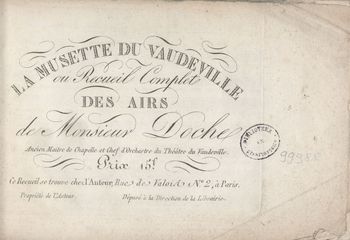 LA MUSETTE DU VAUDEVILLE
ou Recueil Complet
DES AIRS
de Monsieur Doche
Ancien Maître de Chapelle et Chef d'Orchestre du Théâtre du Vaudeville.
Prix 15f
Ce Recueil se trouve chez l'Auteur, Rue de Valois Nº 2, à Paris.
Propriété de l'Auteur.
Déposé à la Direction de la Librairie.